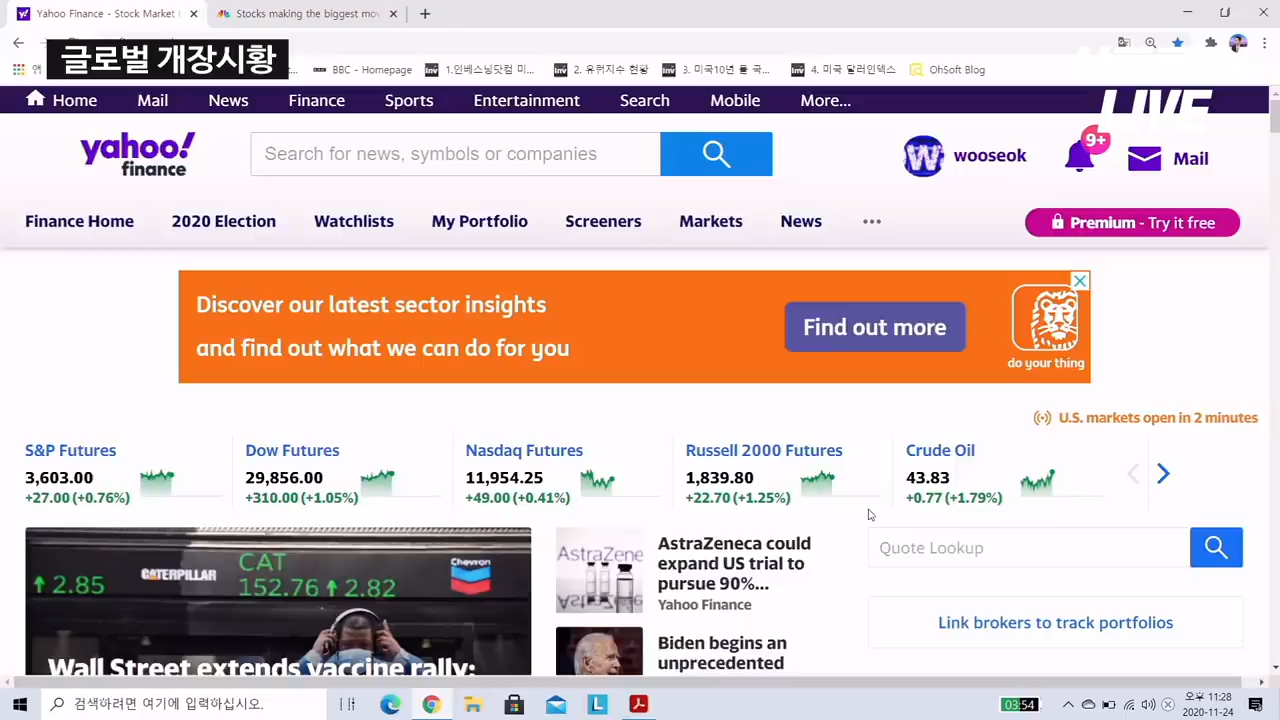 Yahoo Finance - Stock Market
Stocks making the biggest mo
글로벌 개장시황
BBC - Homepage
1.인베스닝닷컴 미...
2. 유럽지수 현황
3. 미국10년 물 국...
4. 미국 달러인덱스
OhSoft Blog
Home
Mail
News
Finance
Sports
Entertainment
Search
Mobile
More...
LIVE
yahoo!
finance
Search for news, symbols or companies
W
wooseok
9+
Mail
Finance Home
2020 Election
Watchlists
My Portfolio
Screeners
Markets
News
Premium - Try it free
Discover our latest sector insights
and find out what we can do for you
Find out more
do your thing
U.S. markets open in 2 minutes
S&P Futures
3,603.00
+27.00 (+0.76%)
Dow Futures
29,856.00
+310.00 (+1.05%)
Nasdaq Futures
11,954.25
+49.00 (+0.41%)
Russell 2000 Futures
1,839.80
+22.70 (+1.25%)
Crude Oil
43.83
+0.77 (+1.79%)
2.85
CATERPILLAR
CAT
152.76 2.82
Chevron
Wall Street extends vaccine rally:
AstraZene
AstraZeneca could
expand US trial to
pursue 90%...
Yahoo Finance
Biden begins an
unprecedented
Quote Lookup
Link brokers to track portfolios
검색하려면 여기에 입력하십시오.
03:54
오후 11:28
2020-11-24